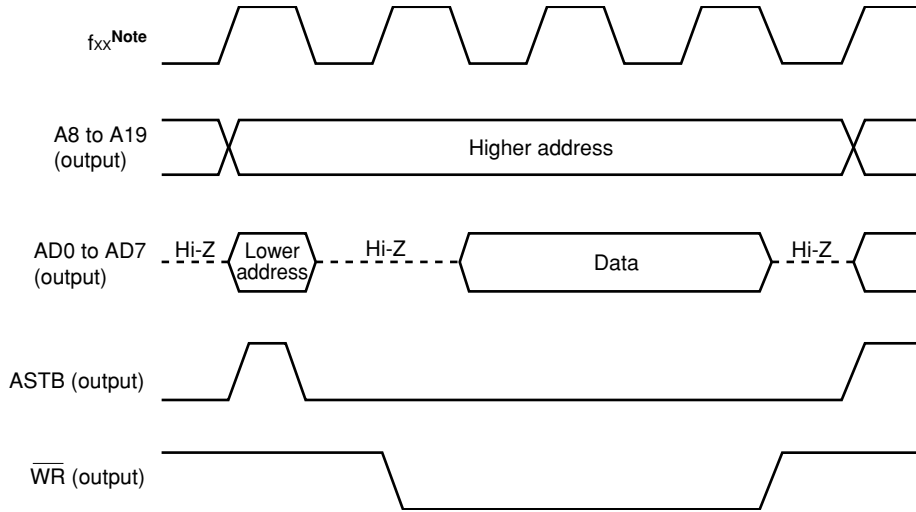 fxxNote
A8 to A19
(output)
Higher address
AD0 to AD7
(output)
Hi-Z
Lower
address
Hi-Z
Data
Hi-Z
ASTB (output)
WR (output)